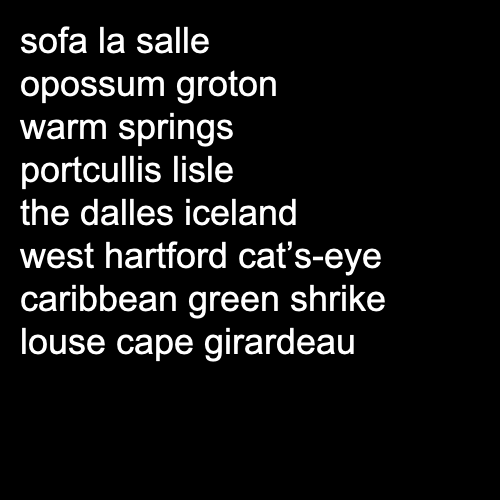 sofa la salle
opossum groton
warm springs
portcullis lisle
the dalles iceland
west hartford cat’s-eye
caribbean green shrike
louse cape girardeau